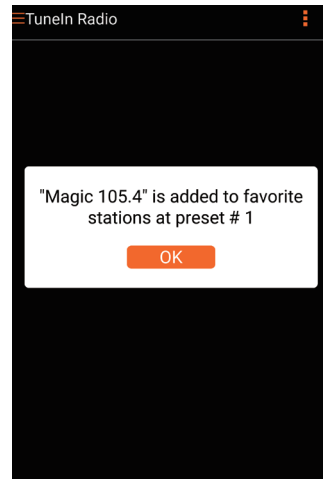 TuneIn Radio
"Magic 105.4" is added to favorite
stations at preset # 1
OK